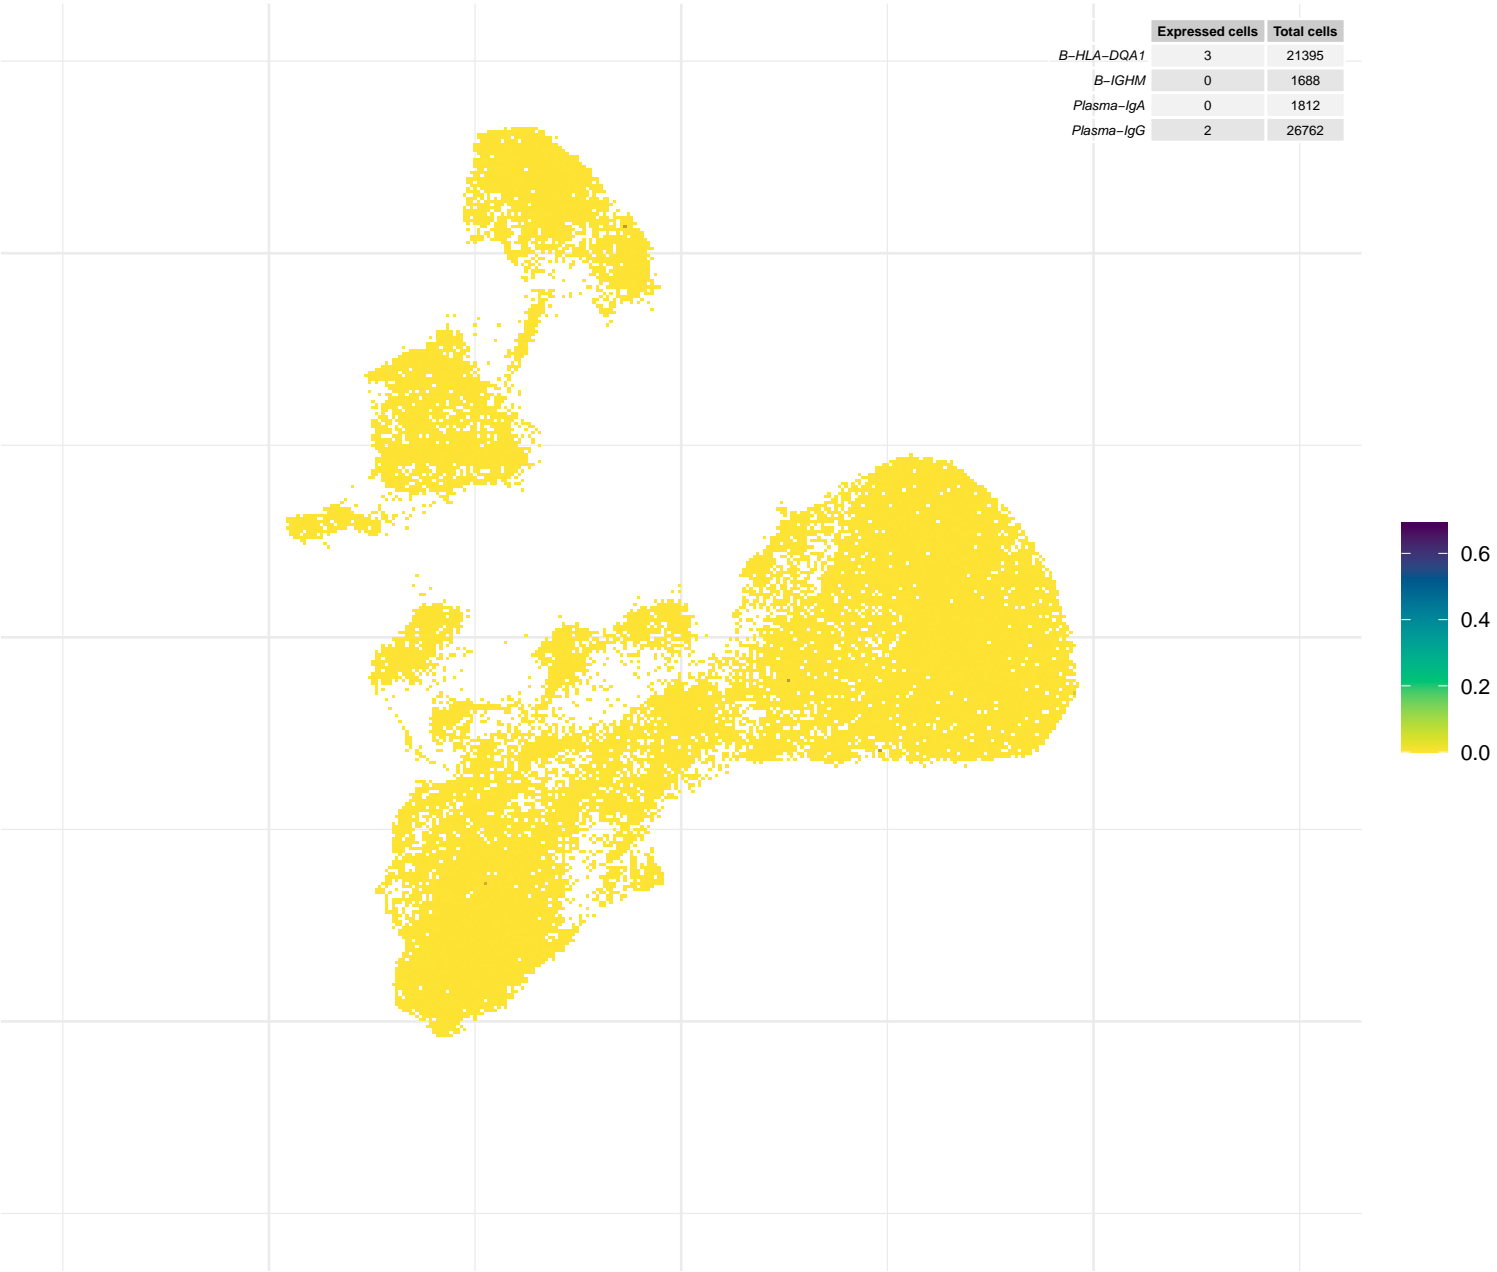 Expressed cells Total cells
B−HLA−DQA1 3 21395
B−IGHM 0 1688
Plasma−IgA 0 1812
Plasma−IgG 2 26762
0.6
0.4
0.2
0.0